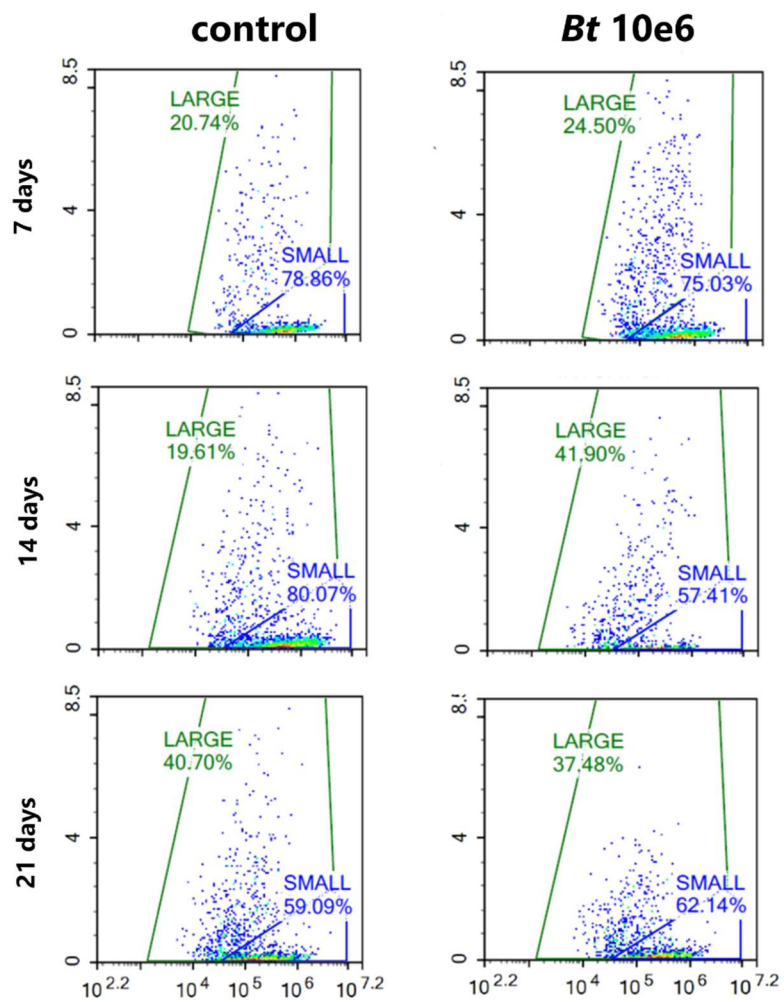 control
Bt 10e6
7 days
8.5
4
0
LARGE
20.74%
SMALL
78.86%
8.5
4
0
LARGE
24.50%
SMALL
75.03%
14 days
8.5
4
0
LARGE
19.61%
SMALL
80.07%
8.5
4
0
LARGE
41.90%
SMALL
57.41%
21 days
8.5
4
0
LARGE
40.70%
SMALL
59.09%
8.
4
0
LARGE
37.48%
SMALL
62.14%
10 2.2 10 4 10 5 10 6 10 7.2
10 2.2 10 4 10 5 10 6 10 7.2